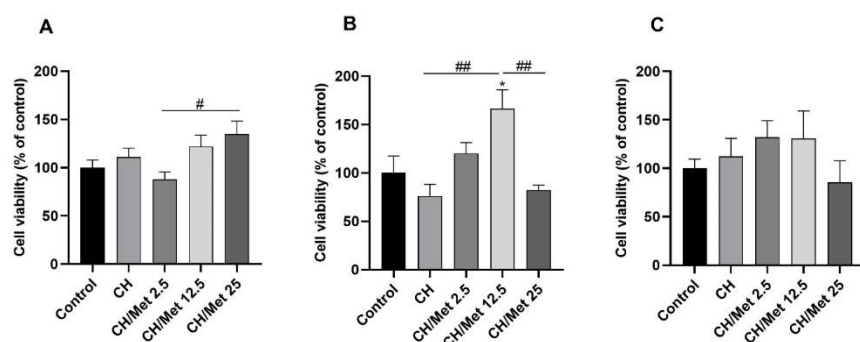 A
Cell viability (% of control)
200
150
100
50
0
#
Control
CH
CH/Met 2.5
CH/Met 12.5
CH/Met 25
B
Cell viability (% of control)
200
150
100
50
0
##
##
*
Control
CH
CH/Met 2.5
CH/Met 12.5
CH/Met 25
C
Cell viability (% of control)
200
150
100
50
0
Control
CH
CH/Met 2.5
CH/Met 12.5
CH/Met 25